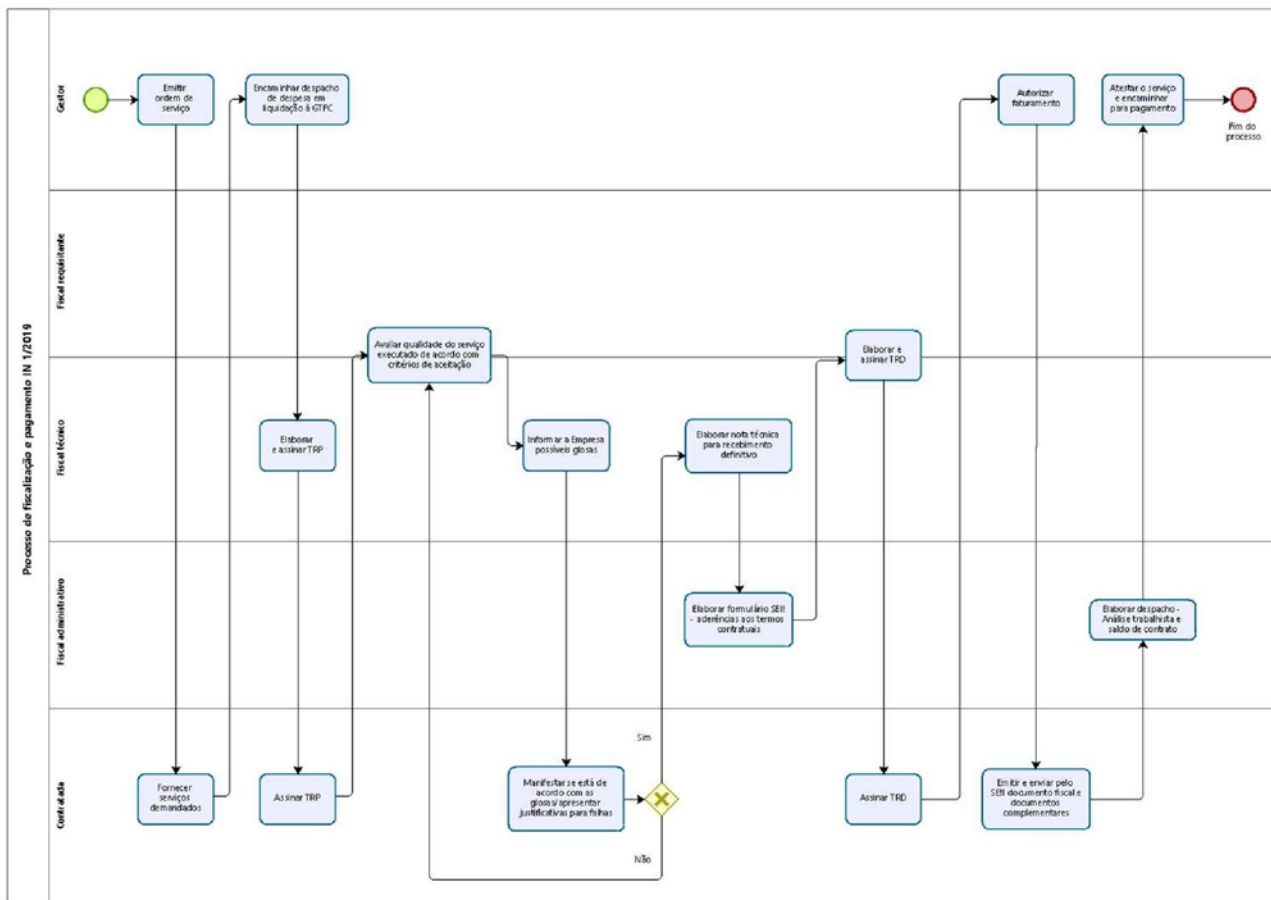 Processo de fiscalização e pagamento IN 1/2019
Gestor
Emitir
ordem de
serviço
Encaminhar despacho
de despesa em
liquidação à GTFC
Autorizar
faturamento
Atestar o serviço
e encaminhar
para pagamento
Fim do
processo
Fiscal requisitante
Avaliar qualidade do serviço
executado de acordo com
critérios de aceitação
Elaborar e
assinar TRD
Fiscal técnico
Elaborar
e assinar TRP
Informar a Empresa
possíveis glosas
Elaborar nota técnica
para recebimento
definitivo
Fiscal administrativo
Elaborar formulário SEI!
- aderências aos termos
contratuais
Elaborar despacho -
Análise trabalhista e
saldo de contrato
Contratada
Fornecer
serviços
demandados
Assinar TRP
Manifestar se está de
acordo com as
glosas/apresentar
justificativas para falhas
Sim
Não
Assinar TRD
Emitir e enviar pelo
SEI! documento fiscal e
documentos
complementares